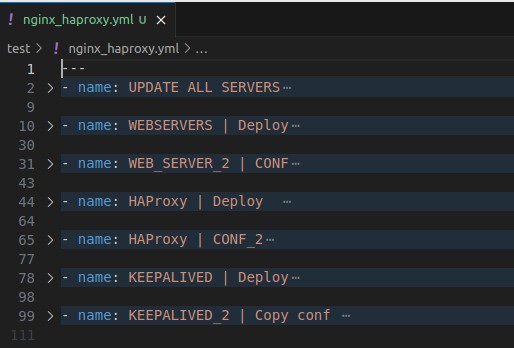 ! nginx_haproxy.yml U ×
test > ! nginx_haproxy.yml > ...
1 ---
2 > - name: UPDATE ALL SERVERS ...
9
10 > - name: WEBSERVERS | Deploy ...
30
31 > - name: WEB_SERVER_2 | CONF ...
43
44 > - name: HAProxy | Deploy ...
64
65 > - name: HAProxy | CONF_2 ...
77
78 > - name: KEEPALIVED | Deploy ...
98
99 > - name: KEEPALIVED_2 | Copy conf ...
111